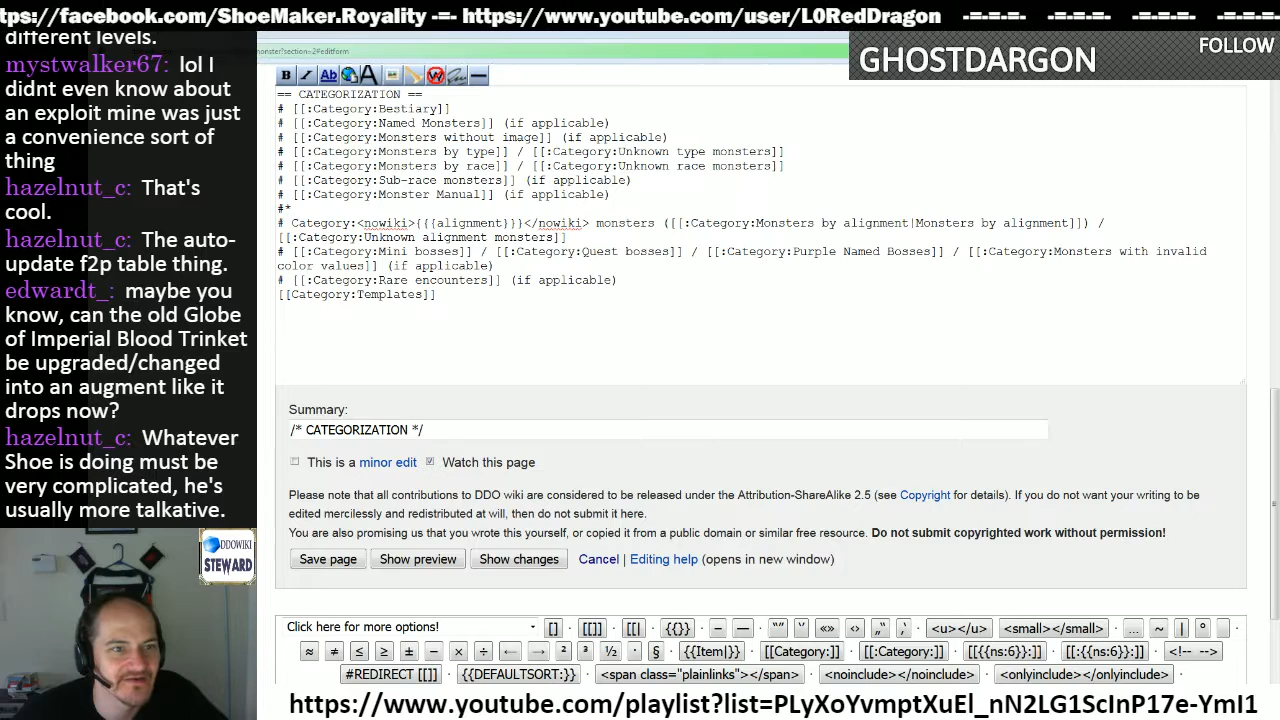 tps://facebook.com/ShoeMaker.Royality -=- https://www.youtube.com/user/L0RedDragon -=-=-=- -=-=-=- -=-=-=- -=-=-=
different levels.
mystwalker67: lol I
didnt even know about
an exploit mine was just
a convenience sort of
thing
hazelnut_c: That's
cool.
hazelnut_c: The auto-
update f2p table thing.
edwardt_: maybe you
know, can the old Globe
of Imperial Blood Trinket
be upgraded/changed
into an augment like it
drops now?
hazelnut_c: Whatever
Shoe is doing must be
very complicated, he's
usually more talkative.
DDOWIKI
STEWARD
monster?section=2#editform
GHOSTDARGON
FOLLOW
B I Ab A W
== CATEGORIZATION ==
# [[:Category:Bestiary]]
# [[:Category:Named Monsters]] (if applicable)
# [[:Category:Monsters without image]] (if applicable)
# [[:Category:Monsters by type]] / [[:Category:Unknown type monsters]]
# [[:Category:Monsters by race]] / [[:Category:Unknown race monsters]]
# [[:Category:Sub-race monsters]] (if applicable)
# [[:Category:Monster Manual]] (if applicable)
#*
# Category:<nowiki>{{{alignment}}}</nowiki> monsters ([[:Category:Monsters by alignment|Monsters by alignment]]) /
[[:Category:Unknown alignment monsters]]
# [[:Category:Mini bosses]] / [[:Category:Quest bosses]] / [[:Category:Purple Named Bosses]] / [[:Category:Monsters with invalid
color values]] (if applicable)
# [[:Category:Rare encounters]] (if applicable)
[[Category:Templates]]
Summary:
/* CATEGORIZATION */
This is a minor edit Watch this page
Please note that all contributions to DDO wiki are considered to be released under the Attribution-ShareAlike 2.5 (see Copyright for details). If you do not want your writing to be
edited mercilessly and redistributed at will, then do not submit it here.
You are also promising us that you wrote this yourself, or copied it from a public domain or similar free resource. Do not submit copyrighted work without permission!
Save page Show preview Show changes Cancel | Editing help (opens in new window)
Click here for more options! [] · [[]] · [[| · {{}} · – · — · “” · ‘’ · «» · ‹› · „“ · ‚‘ · <u></u> · <small></small> · … · ~ · | · ° ·
≈ · ≠ · ≤ · ≥ · ± · − · × · ÷ · ← · → · ² · ³ · ½ · · · § · {{Item|}} · [[Category:]] · [[:Category:]] · [[{{ns:6}}:]] · [[:{{ns:6}}:]] · <!-- --> ·
#REDIRECT [[]] · {{DEFAULTSORT:}} · <span class="plainlinks"></span> · <noinclude></noinclude> · <onlyinclude></onlyinclude> ·
https://www.youtube.com/playlist?list=PLyXoYvmptXuEl_nN2LG1ScInP17e-YmI1